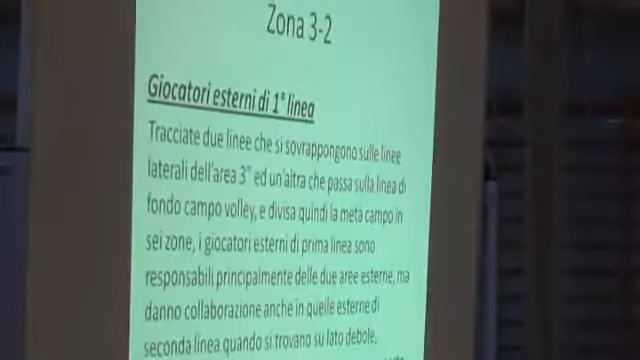 Zona 3-2
Giocatori esterni di 1° linea
Tracciate due linee che si sovrappongono sulle linee
laterali dell'area 3" ed un'altra che passa sulla linea di
fondo campo volley, e divisa quindi la metà campo in
sei zone, i giocatori esterni di prima linea sono
responsabili principalmente delle due aree esterne, ma
danno collaborazione anche in quelle esterne di
seconda linea quando si trovano su lato debole,